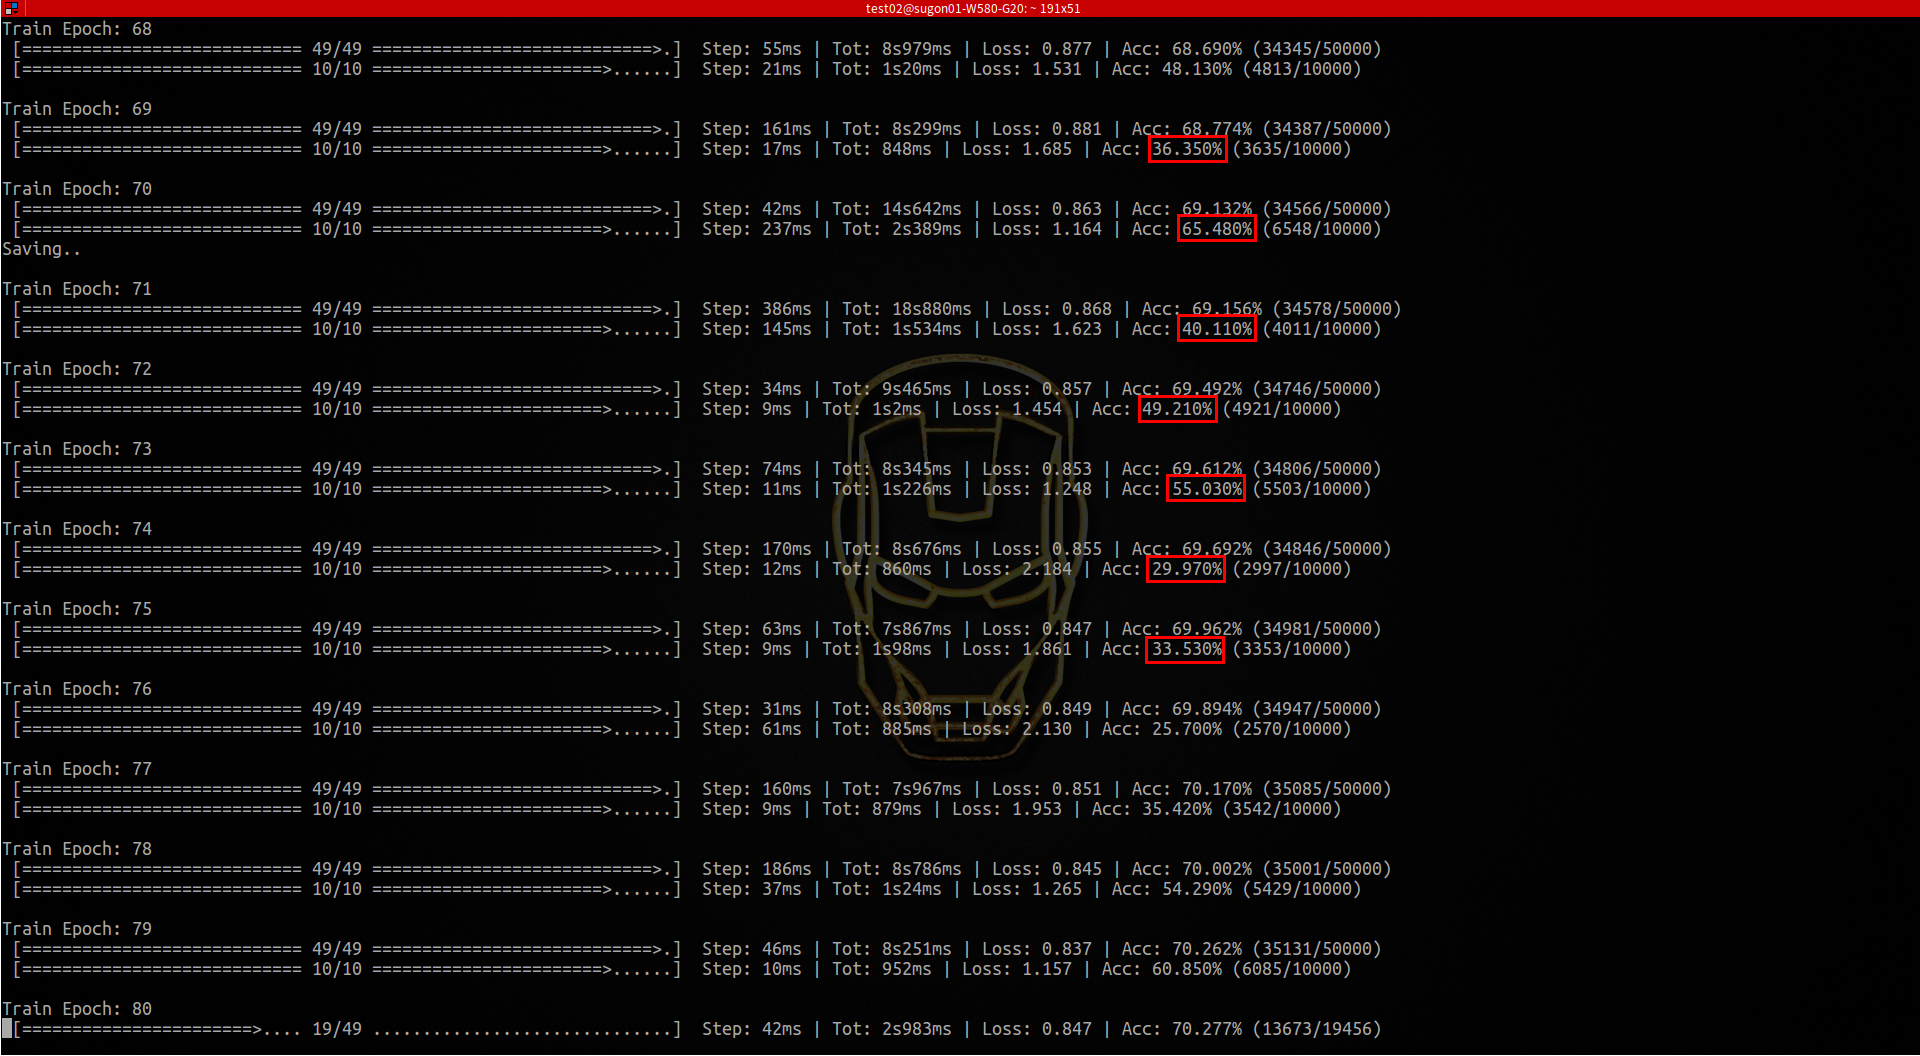 test02@sugon01-W580-G20: ~ 191x51
Train Epoch: 68
[============================ 49/49 ============================>.]  Step: 55ms | Tot: 8s979ms | Loss: 0.877 | Acc: 68.690% (34345/50000)
[============================ 10/10 =======================>......]  Step: 21ms | Tot: 1s20ms | Loss: 1.531 | Acc: 48.130% (4813/10000)
Train Epoch: 69
[============================ 49/49 ============================>.]  Step: 161ms | Tot: 8s299ms | Loss: 0.881 | Acc: 68.774% (34387/50000)
[============================ 10/10 =======================>......]  Step: 17ms | Tot: 848ms | Loss: 1.685 | Acc: 36.350% (3635/10000)
Train Epoch: 70
[============================ 49/49 ============================>.]  Step: 42ms | Tot: 14s642ms | Loss: 0.863 | Acc: 69.132% (34566/50000)
[============================ 10/10 =======================>......]  Step: 237ms | Tot: 2s389ms | Loss: 1.164 | Acc: 65.480% (6548/10000)
Saving..
Train Epoch: 71
[============================ 49/49 ============================>.]  Step: 386ms | Tot: 18s880ms | Loss: 0.868 | Acc: 69.156% (34578/50000)
[============================ 10/10 =======================>......]  Step: 145ms | Tot: 1s534ms | Loss: 1.623 | Acc: 40.110% (4011/10000)
Train Epoch: 72
[============================ 49/49 ============================>.]  Step: 34ms | Tot: 9s465ms | Loss: 0.857 | Acc: 69.492% (34746/50000)
[============================ 10/10 =======================>......]  Step: 9ms | Tot: 1s2ms | Loss: 1.454 | Acc: 49.210% (4921/10000)
Train Epoch: 73
[============================ 49/49 ============================>.]  Step: 74ms | Tot: 8s345ms | Loss: 0.853 | Acc: 69.612% (34806/50000)
[============================ 10/10 =======================>......]  Step: 11ms | Tot: 1s226ms | Loss: 1.248 | Acc: 55.030% (5503/10000)
Train Epoch: 74
[============================ 49/49 ============================>.]  Step: 170ms | Tot: 8s676ms | Loss: 0.855 | Acc: 69.692% (34846/50000)
[============================ 10/10 =======================>......]  Step: 12ms | Tot: 860ms | Loss: 2.184 | Acc: 29.970% (2997/10000)
Train Epoch: 75
[============================ 49/49 ============================>.]  Step: 63ms | Tot: 7s867ms | Loss: 0.847 | Acc: 69.962% (34981/50000)
[============================ 10/10 =======================>......]  Step: 9ms | Tot: 1s98ms | Loss: 1.861 | Acc: 33.530% (3353/10000)
Train Epoch: 76
[============================ 49/49 ============================>.]  Step: 31ms | Tot: 8s308ms | Loss: 0.849 | Acc: 69.894% (34947/50000)
[============================ 10/10 =======================>......]  Step: 61ms | Tot: 885ms | Loss: 2.130 | Acc: 25.700% (2570/10000)
Train Epoch: 77
[============================ 49/49 ============================>.]  Step: 160ms | Tot: 7s967ms | Loss: 0.851 | Acc: 70.170% (35085/50000)
[============================ 10/10 =======================>......]  Step: 9ms | Tot: 879ms | Loss: 1.953 | Acc: 35.420% (3542/10000)
Train Epoch: 78
[============================ 49/49 ============================>.]  Step: 186ms | Tot: 8s786ms | Loss: 0.845 | Acc: 70.002% (35001/50000)
[============================ 10/10 =======================>......]  Step: 37ms | Tot: 1s24ms | Loss: 1.265 | Acc: 54.290% (5429/10000)
Train Epoch: 79
[============================ 49/49 ============================>.]  Step: 46ms | Tot: 8s251ms | Loss: 0.837 | Acc: 70.262% (35131/50000)
[============================ 10/10 =======================>......]  Step: 10ms | Tot: 952ms | Loss: 1.157 | Acc: 60.850% (6085/10000)
Train Epoch: 80
[=======================>.... 19/49 ..............................]  Step: 42ms | Tot: 2s983ms | Loss: 0.847 | Acc: 70.277% (13673/19456)